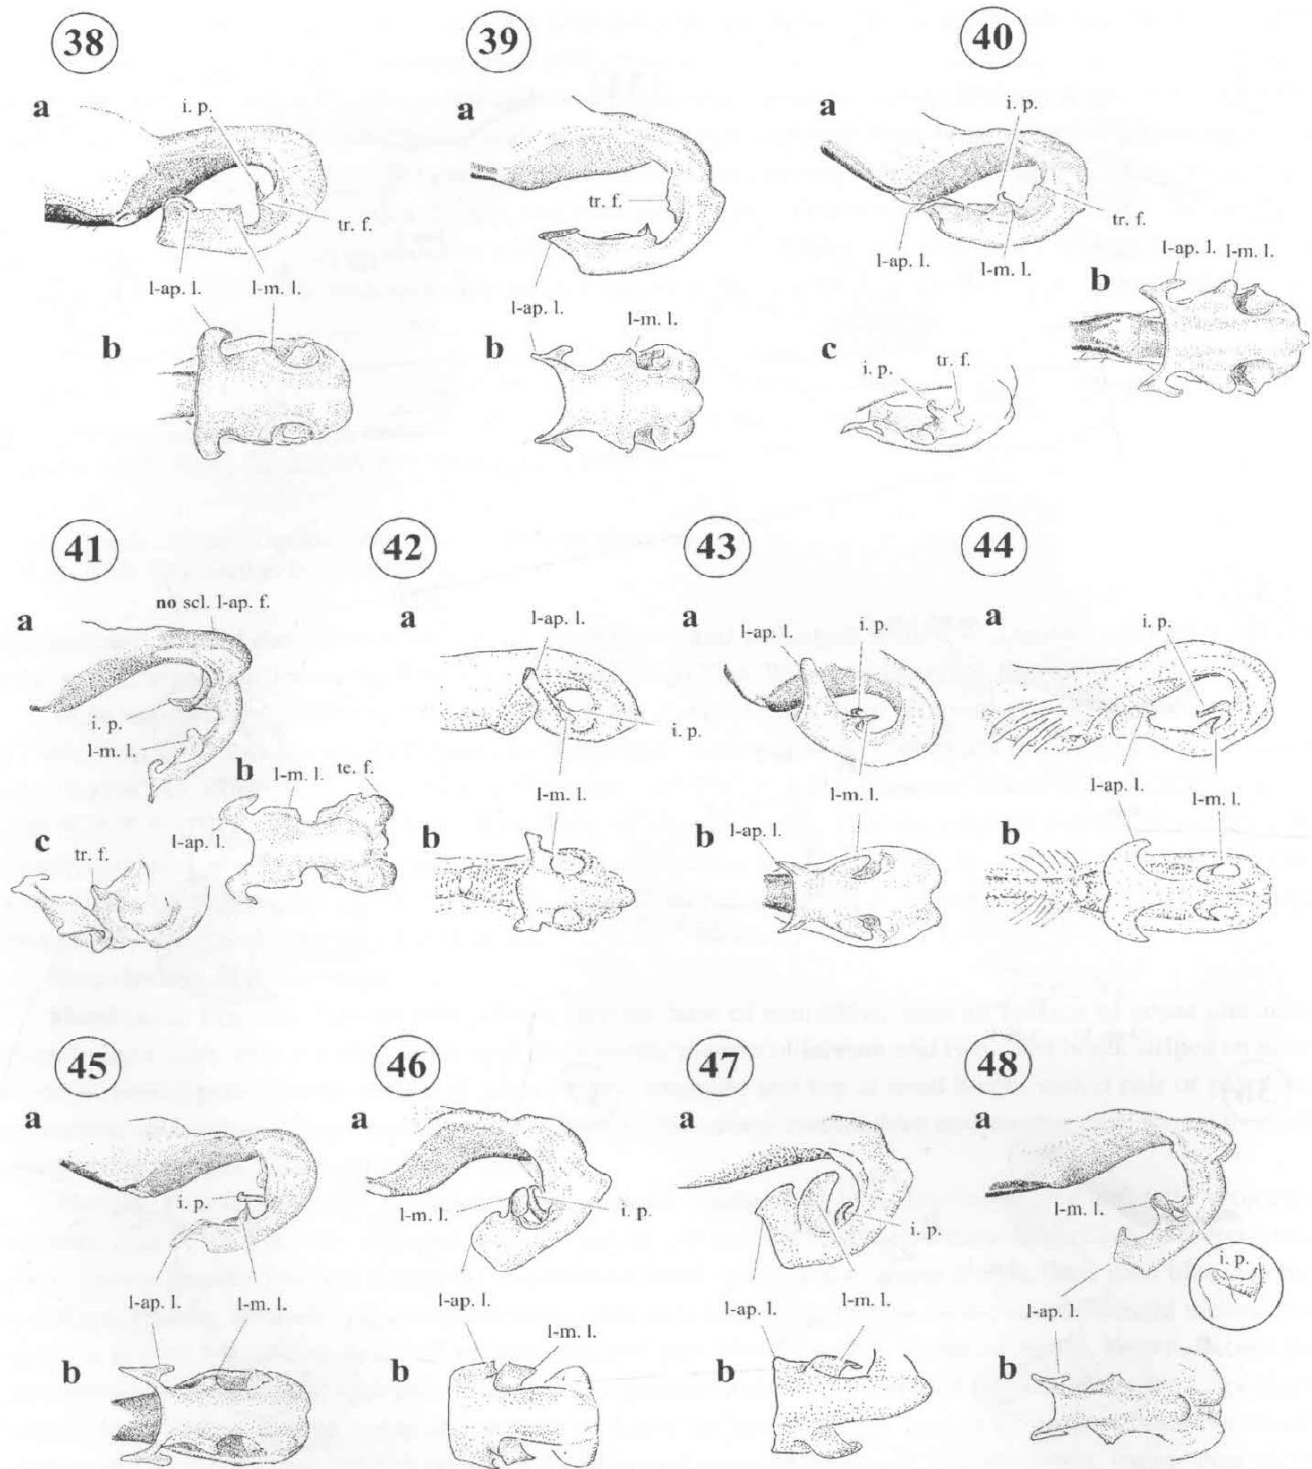 38 39 40
a i. p. a a i. p.
tr. f. tr. f. tr. f.
l-ap. l. l-m. l. l-ap. l. l-ap. l. l-m. l.
b b l-m. l. b l-ap. l. l-m. l.
c i. p. tr. f.
41 42 43 44
a no scl. l-ap. f. a l-ap. l. a l-ap. l. i. p. a i. p.
i. p. i. p.
l-m. l. l-ap. l. l-m. l.
b l-m. l. te. f. l-m. l.
c tr. f. l-ap. l. b b l-ap. l. b
45 46 47 48
a a a a
i. p. l-m. l. i. p. i. p. l-m. l. i. p.
l-ap. l. l-m. l. l-ap. l. l-m. l. l-ap. l. l-m. l. l-ap. l.
b b b b